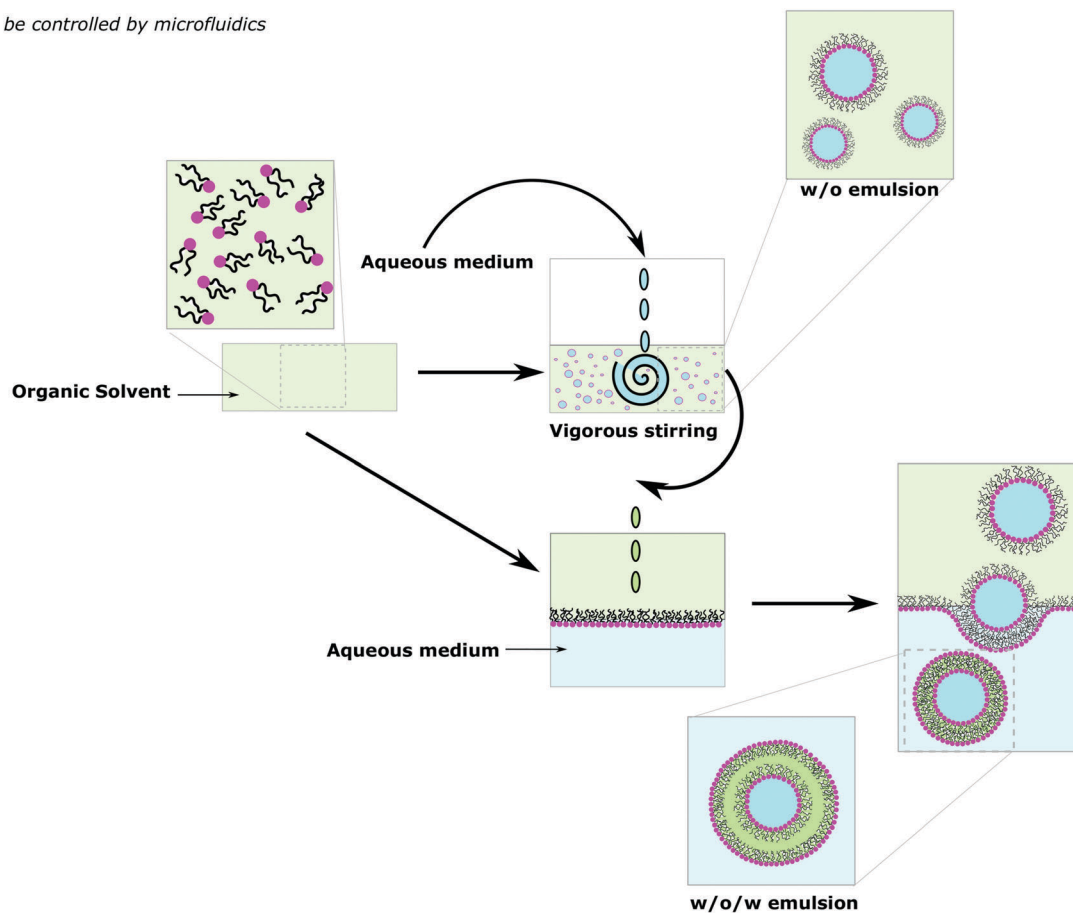 be controlled by microfluidics
w/o emulsion
Aqueous medium
Organic Solvent
Vigorous stirring
Aqueous medium
w/o/w emulsion